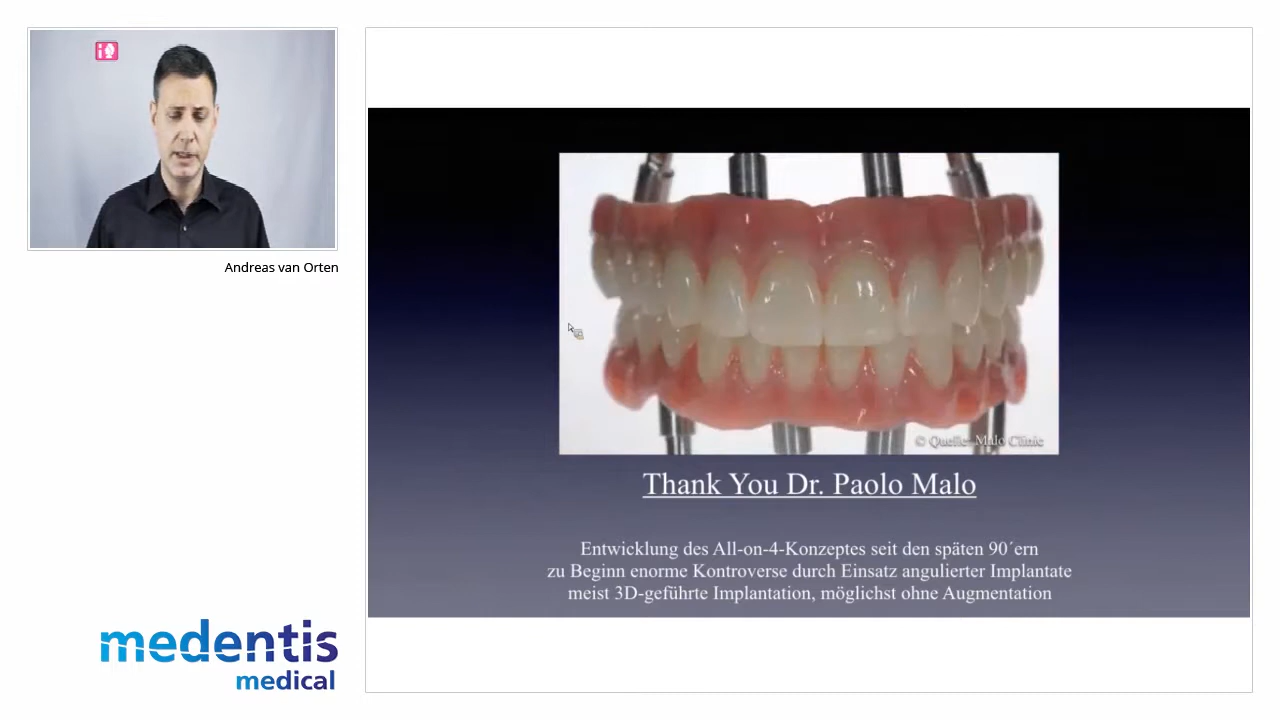 Andreas van Orten
medentis
medical
© Quelle- Malo Clinic
Thank You Dr. Paolo Malo
Entwicklung des All-on-4-Konzeptes seit den späten 90´ern
zu Beginn enorme Kontroverse durch Einsatz angulierter Implantate
meist 3D-geführte Implantation, möglichst ohne Augmentation